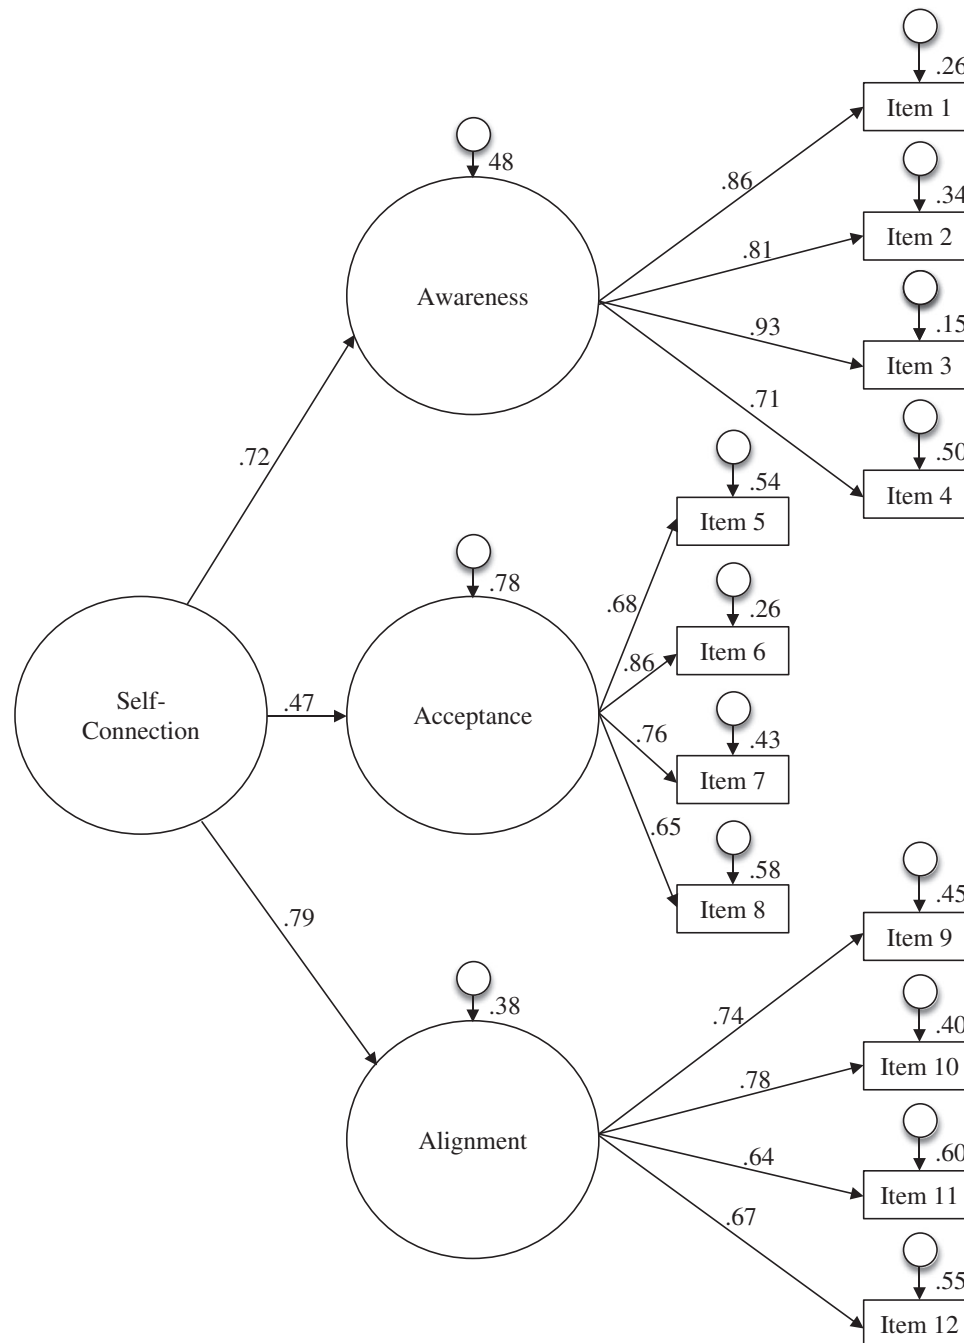 .26
Item 1
48
.86
.34
Item 2
.81
Awareness
.93
.15
Item 3
.71
.72
.50
Item 4
.54
Item 5
.78
.68
.26
Item 6
.86
Self-
Connection
.47
Acceptance
.76
.43
Item 7
.65
.58
Item 8
.79
.45
Item 9
.38
.74
.40
Item 10
.78
Alignment
.64
.60
Item 11
.67
.55
Item 12